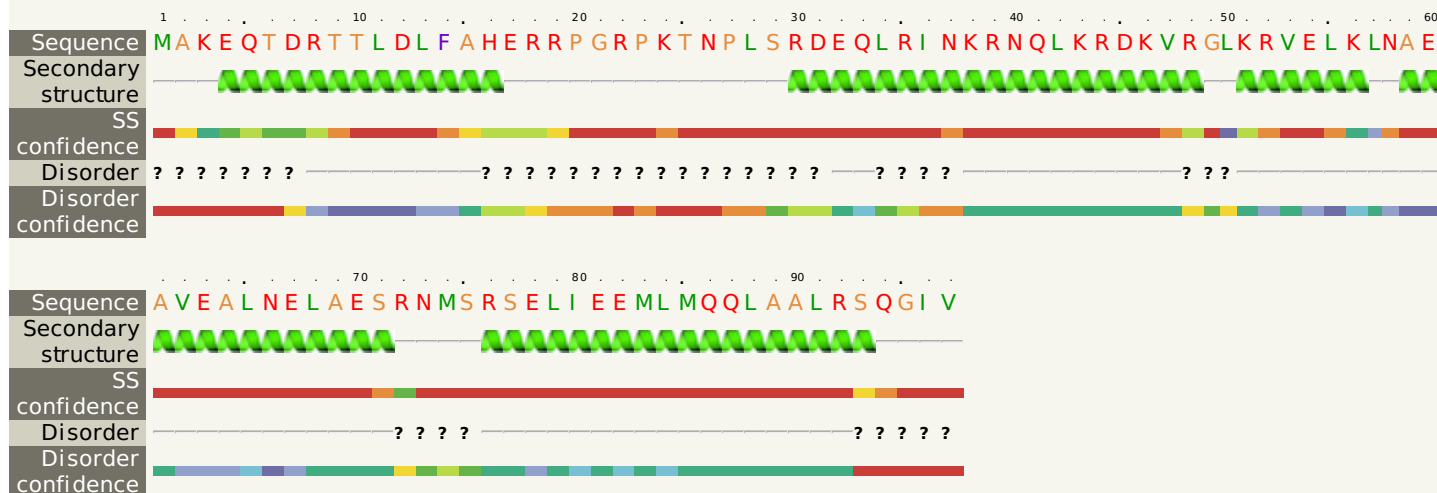 1 10 20 30 40 50 60
Sequence M A K E Q T D R T T L D L F A H E R R P G R P K T N P L S R D E Q L R I N K R N Q L K R D K V R G L K R V E L K L N A E
Secondary
structure
SS
confidence
Disorder ? ? ? ? ? ? ? ? ? ? ? ? ? ? ? ? ? ? ? ? ? ? ? ? ? ? ? ? ? ?
Disorder
confidence
70 80 90
Sequence A V E A L N E L A E S R N M S R S E L I E E M L M Q Q L A A L R S Q G I V
Secondary
structure
SS
confidence
Disorder ? ? ? ? ? ? ? ? ?
Disorder
confidence